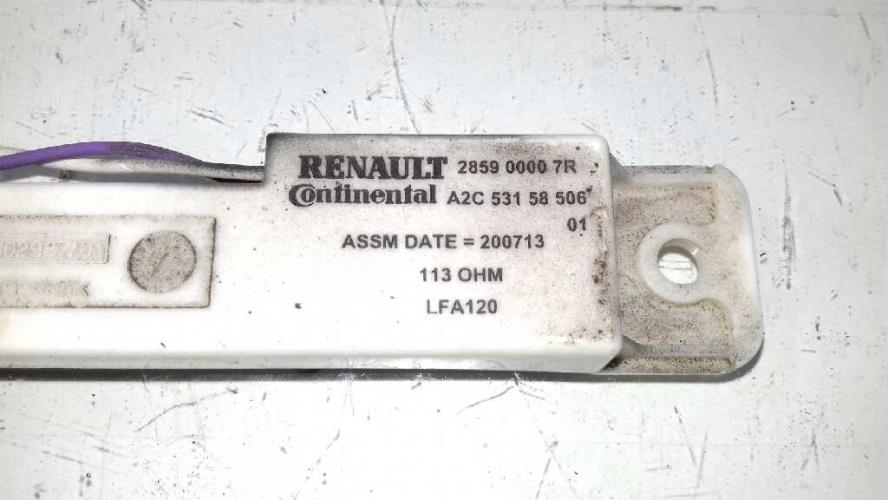 RENAULT 2859 0000 7R
Continental A2C 531 58 506
01
ASSM DATE = 200713
113 OHM
LFA120